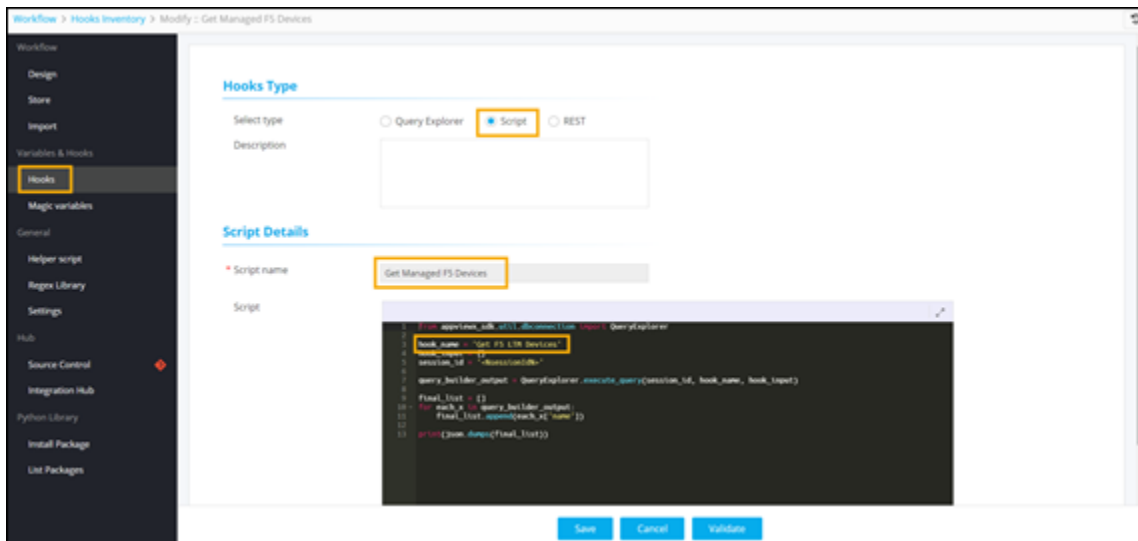 Workflow > Hooks Inventory > Modify :: Get Managed F5 Devices
Workflow
Design
Store
Import
Variables & Hooks
Hooks
Magic variables
General
Helper script
Regex Library
Settings
Hub
Source Control
Integration Hub
Python Library
Install Package
List Packages
Hooks Type
Select type
Query Explorer Script REST
Description
Script Details
* Script name Get Managed F5 Devices
Script
1 from appviewx_sdk.util.dbconnection import QueryExplorer
2
3 hook_name = "Get F5 LTM Devices"
4 hook_input = {}
5 session_id =
6
7 query_builder_output = QueryExplorer.execute_query(session_id, hook_name, hook_input)
8
9 final_list = []
10 for each_x in query_builder_output:
11 final_list.append(each_x['name'])
12
13 print(json.dumps(final_list))
Save Cancel Validate